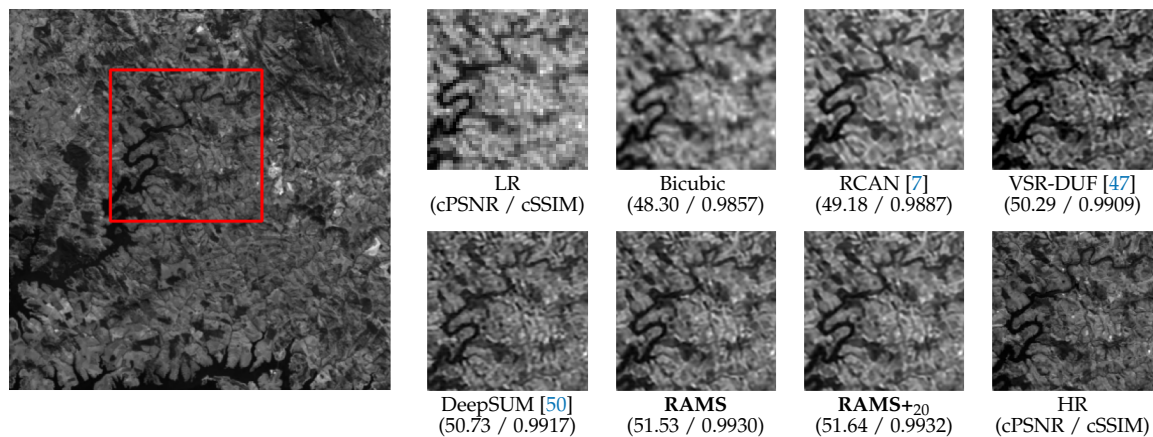 LR
(cPSNR / cSSIM)
Bicubic
(48.30 / 0.9857)
RCAN [7]
(49.18 / 0.9887)
VSR-DUF [47]
(50.29 / 0.9909)
DeepSUM [50]
(50.73 / 0.9917)
RAMS
(51.53 / 0.9930)
RAMS+20
(51.64 / 0.9932)
HR
(cPSNR / cSSIM)